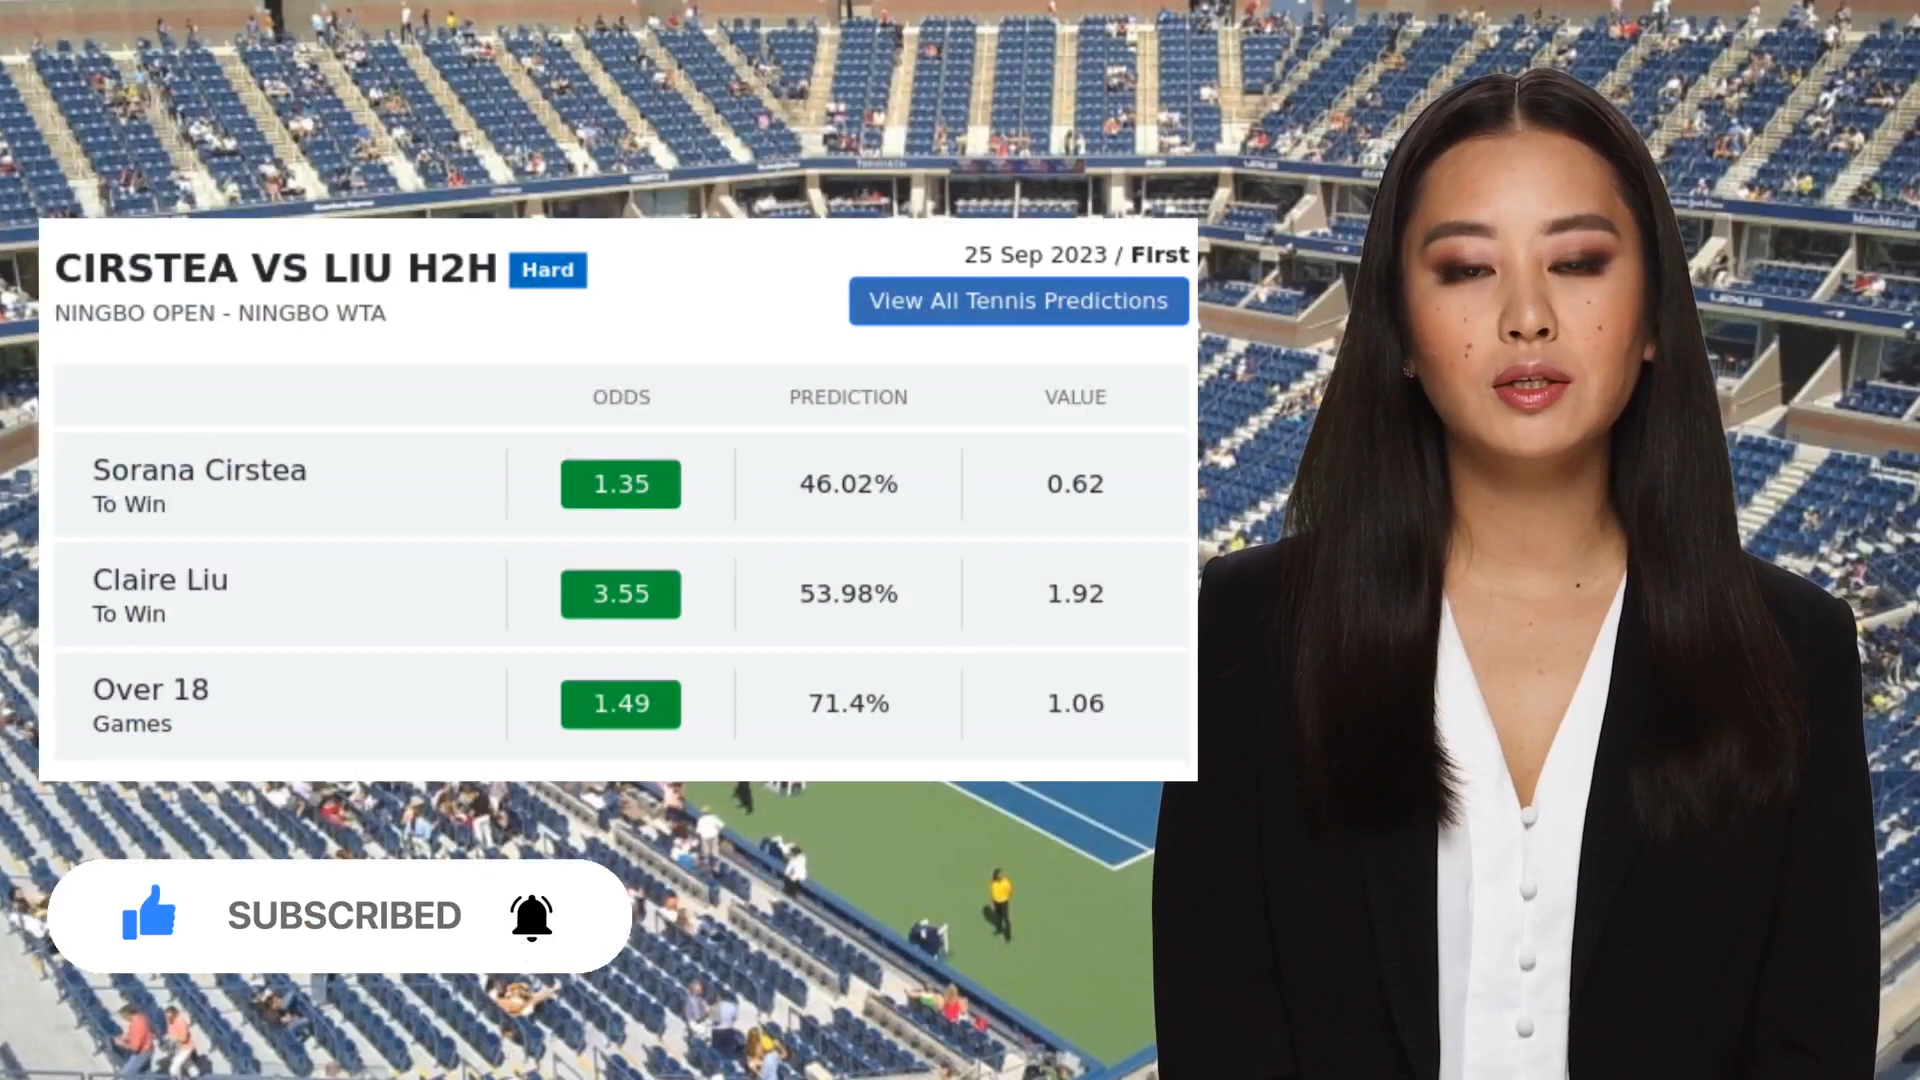 CIRSTEA VS LIU H2H Hard
NINGBO OPEN - NINGBO WTA
25 Sep 2023 / First
View All Tennis Predictions
ODDS PREDICTION VALUE
Sorana Cirstea
To Win
1.35 46.02% 0.62
Claire Liu
To Win
3.55 53.98% 1.92
Over 18
Games
1.49 71.4% 1.06
SUBSCRIBED